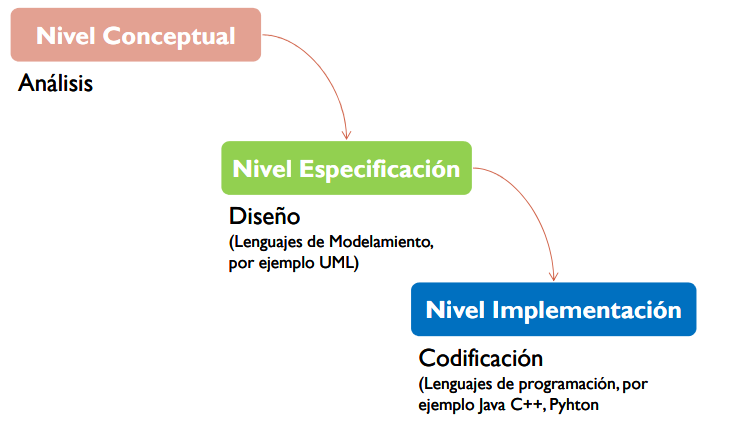 Nivel Conceptual
Análisis
Nivel Especificación
Diseño
(Lenguajes de Modelamiento,
por ejemplo UML)
Nivel Implementación
Codificación
(Lenguajes de programación, por
ejemplo Java C++, Pyhton